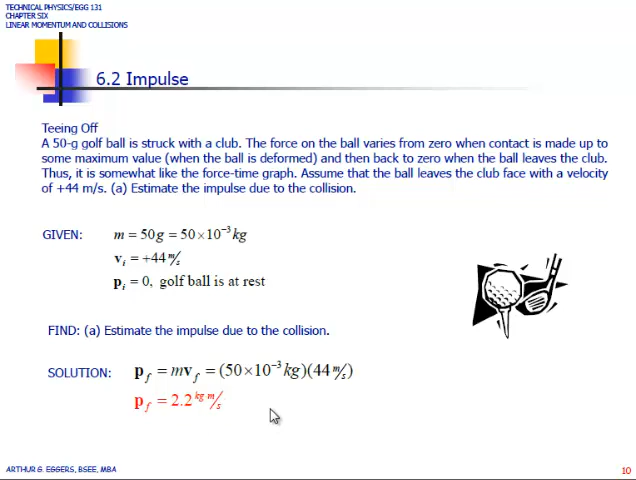 TECHNICAL PHYSICS/EGG 131
CHAPTER SIX
LINEAR MOMENTUM AND COLLISIONS
6.2 Impulse
Teeing Off
A 50-g golf ball is struck with a club. The force on the ball varies from zero when contact is made up to
some maximum value (when the ball is deformed) and then back to zero when the ball leaves the club.
Thus, it is somewhat like the force-time graph. Assume that the ball leaves the club face with a velocity
of +44 m/s. (a) Estimate the impulse due to the collision.
GIVEN: m = 50g = 50×10⁻³ kg
vᵢ = +44 m/s
pᵢ = 0, golf ball is at rest
FIND: (a) Estimate the impulse due to the collision.
SOLUTION: p_f = mv_f = (50×10⁻³ kg)(44 m/s)
p_f = 2.2 kg m/s
ARTHUR G. EGGERS, BSEE, MBA
10